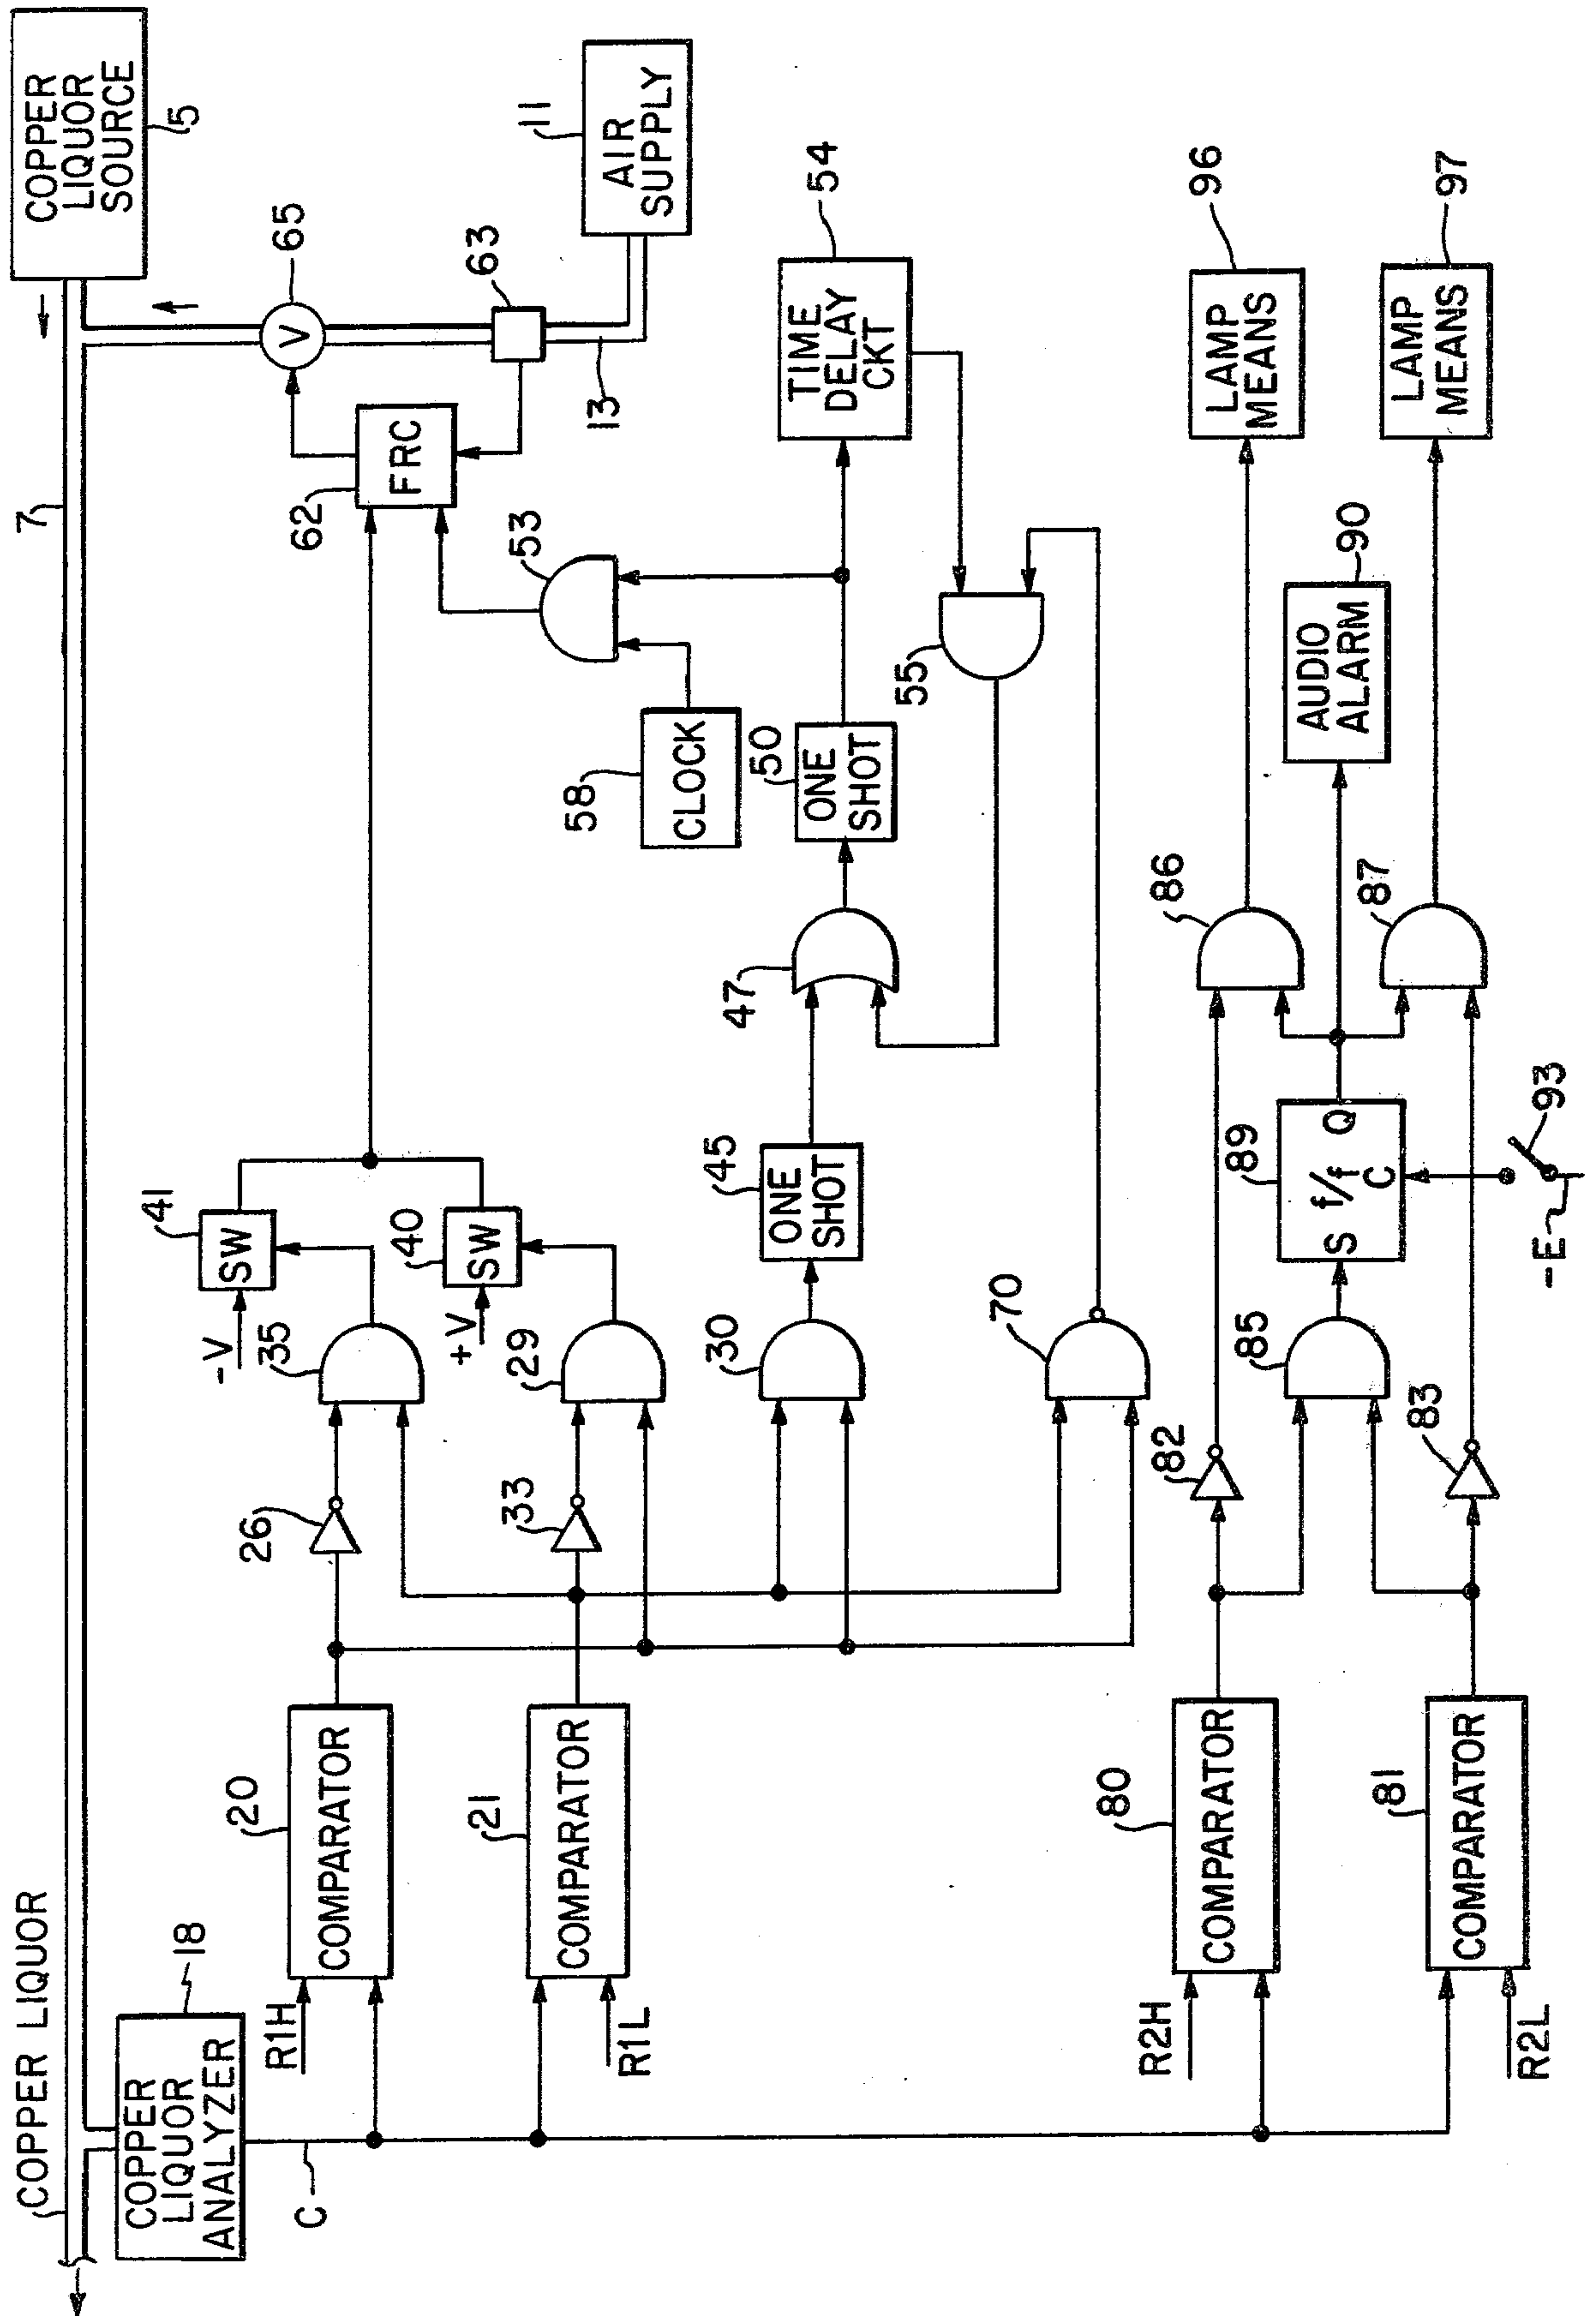 COPPER LIQUOR
7
COPPER
LIQUOR
SOURCE
5
COPPER
LIQUOR
ANALYZER
18
C
65
V
63
13
11
AIR
SUPPLY
62
FRC
R1H
20
COMPARATOR
26
35
-V
41
SW
R1L
21
COMPARATOR
33
29
+V
40
SW
53
58
CLOCK
30
45
ONE
SHOT
47
50
ONE
SHOT
54
TIME
DELAY
CKT
55
70
R2H
80
COMPARATOR
82
86
96
LAMP
MEANS
85
89
S f/f Q
C
90
AUDIO
ALARM
R2L
81
COMPARATOR
83
87
97
LAMP
MEANS
-E
93